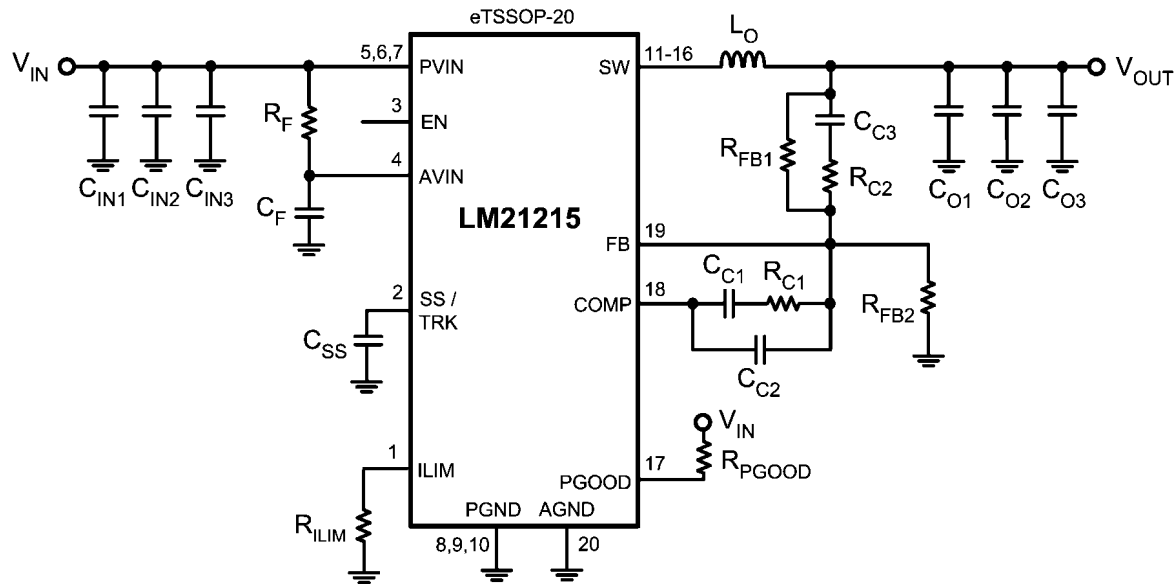 eTSSOP-20
V_IN
5,6,7
PVIN
SW
11-16
L_O
V_OUT
R_F
3
EN
C_C3
R_FB1
R_C2
4
AVIN
C_IN1
C_IN2
C_IN3
C_F
C_O1
C_O2
C_O3
LM21215
FB
19
C_C1
R_C1
2
SS /
TRK
COMP
18
R_FB2
C_SS
C_C2
V_IN
1
ILIM
PGOOD
17
R_PGOOD
R_ILIM
PGND
AGND
8,9,10
20